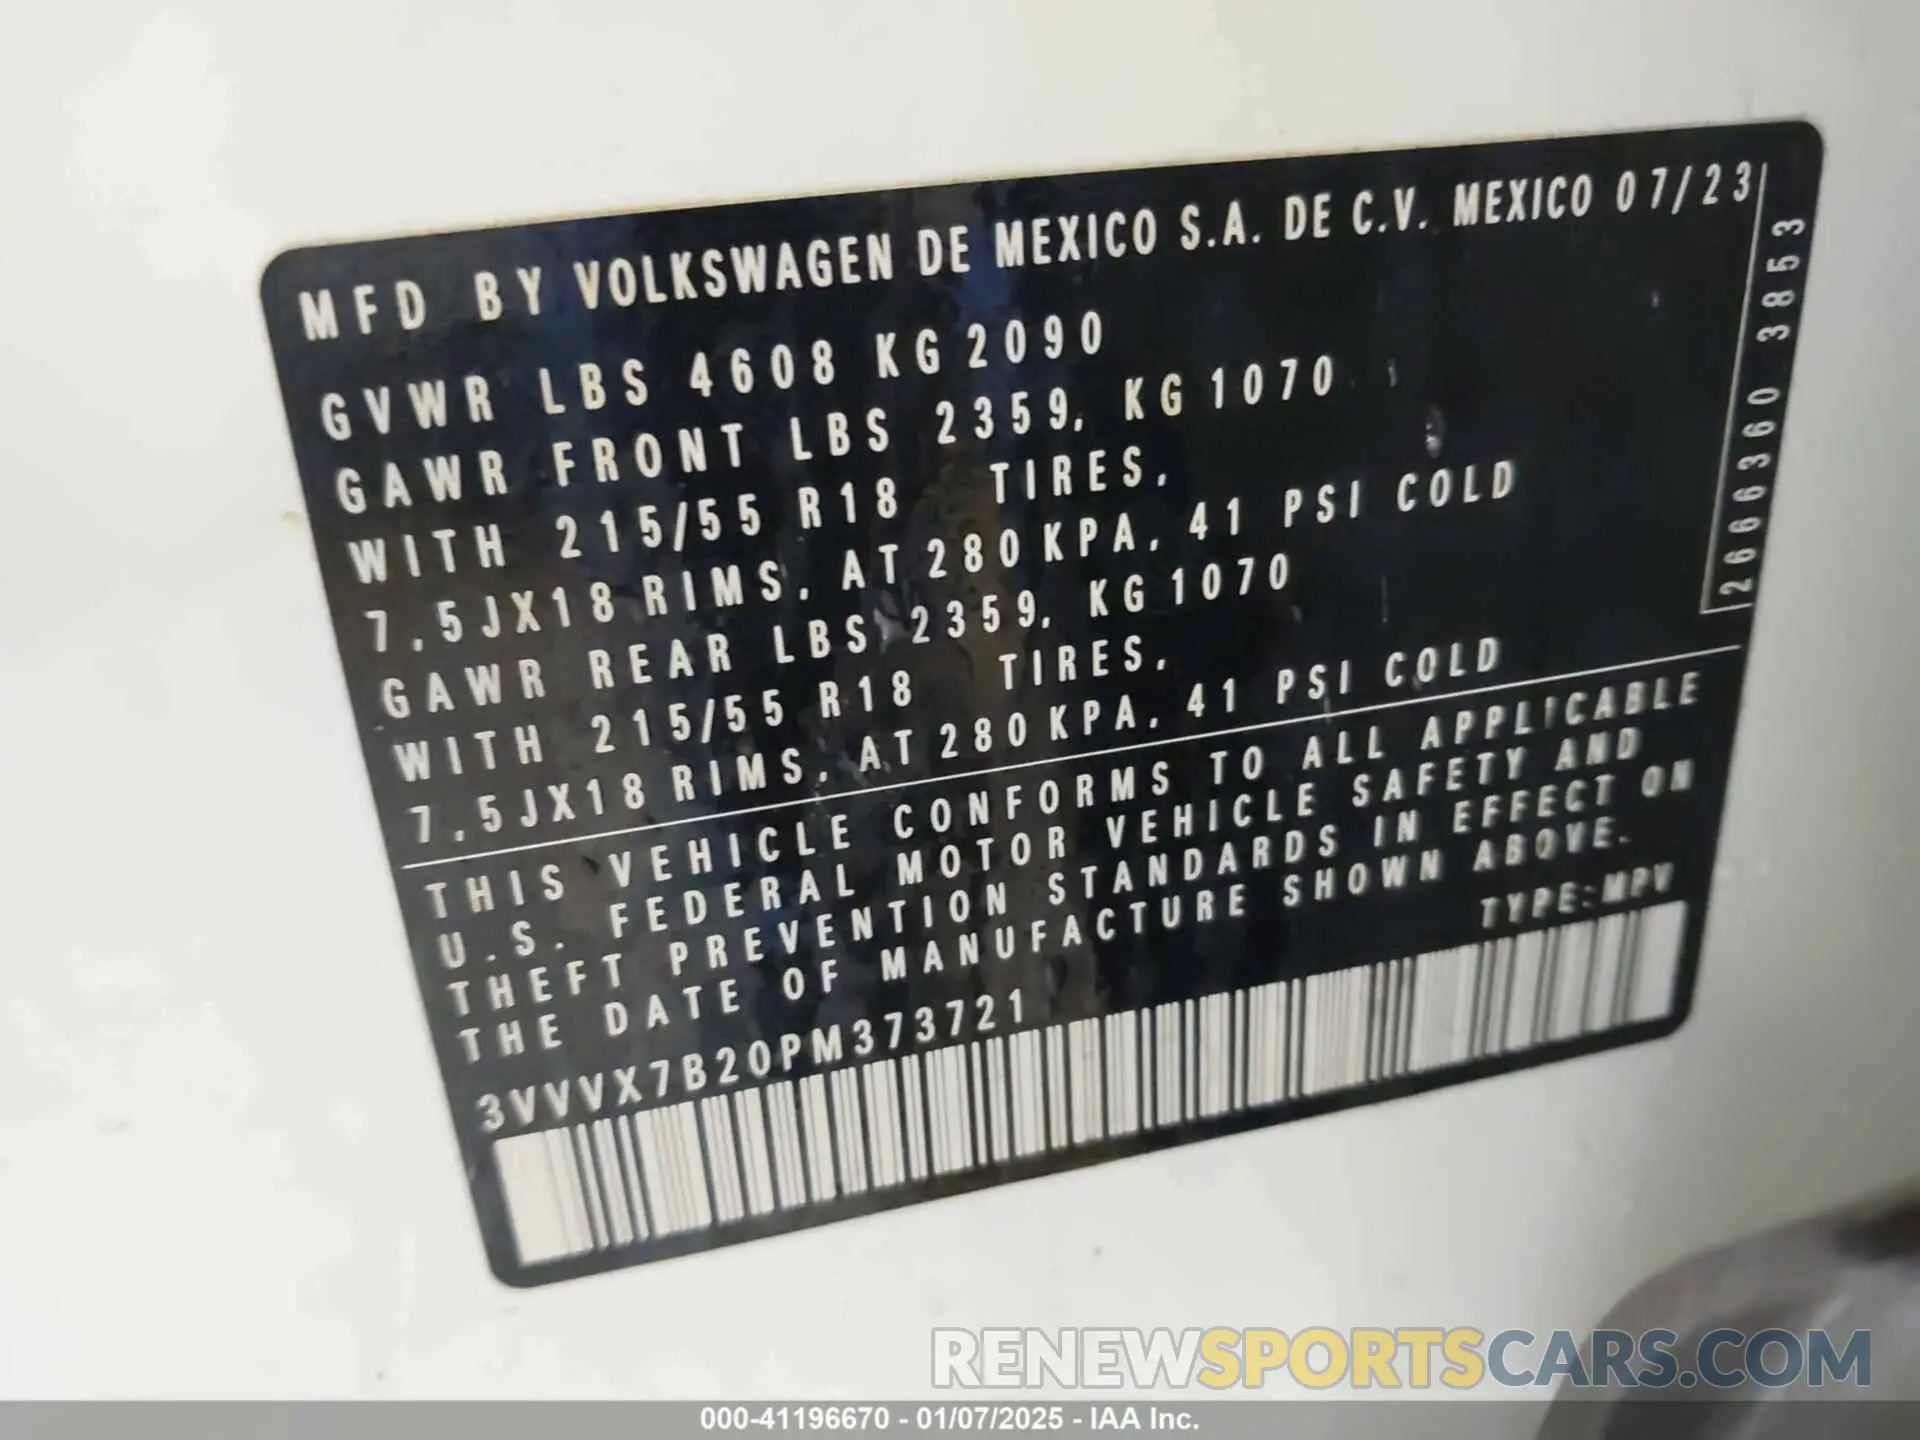 MFD BY VOLKSWAGEN DE MEXICO S.A. DE C.V. MEXICO 07/23
GVWR LBS 4608 KG 2090
GAWR FRONT LBS 2359, KG 1070
WITH 215/55 R18 TIRES,
7.5JX18 RIMS, AT 280 KPA, 41 PSI COLD
GAWR REAR LBS 2359, KG 1070
WITH 215/55 R18 TIRES,
7.5JX18 RIMS, AT 280 KPA, 41 PSI COLD
2666360 3853
THIS VEHICLE CONFORMS TO ALL APPLICABLE
U.S. FEDERAL MOTOR VEHICLE SAFETY AND
THEFT PREVENTION STANDARDS IN EFFECT ON
THE DATE OF MANUFACTURE SHOWN ABOVE.
TYPE: MPV
3VVVX7B20PM373721
RENEWSPORTSCARS.COM
000-41196670 - 01/07/2025 - IAA Inc.